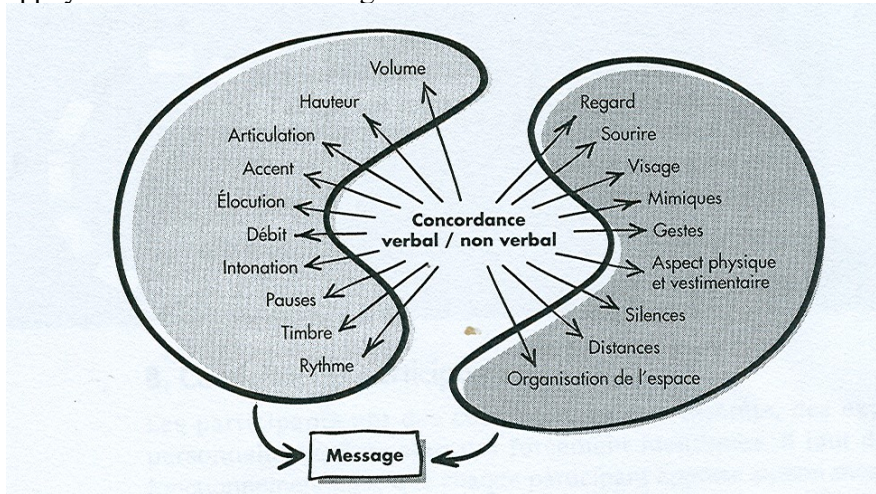 Volume
Hauteur
Articulation
Accent
Élocution
Débit
Intonation
Pauses
Timbre
Rythme
Concordance
verbal / non verbal
Regard
Sourire
Visage
Mimiques
Gestes
Aspect physique
et vestimentaire
Silences
Distances
Organisation de l'espace
Message